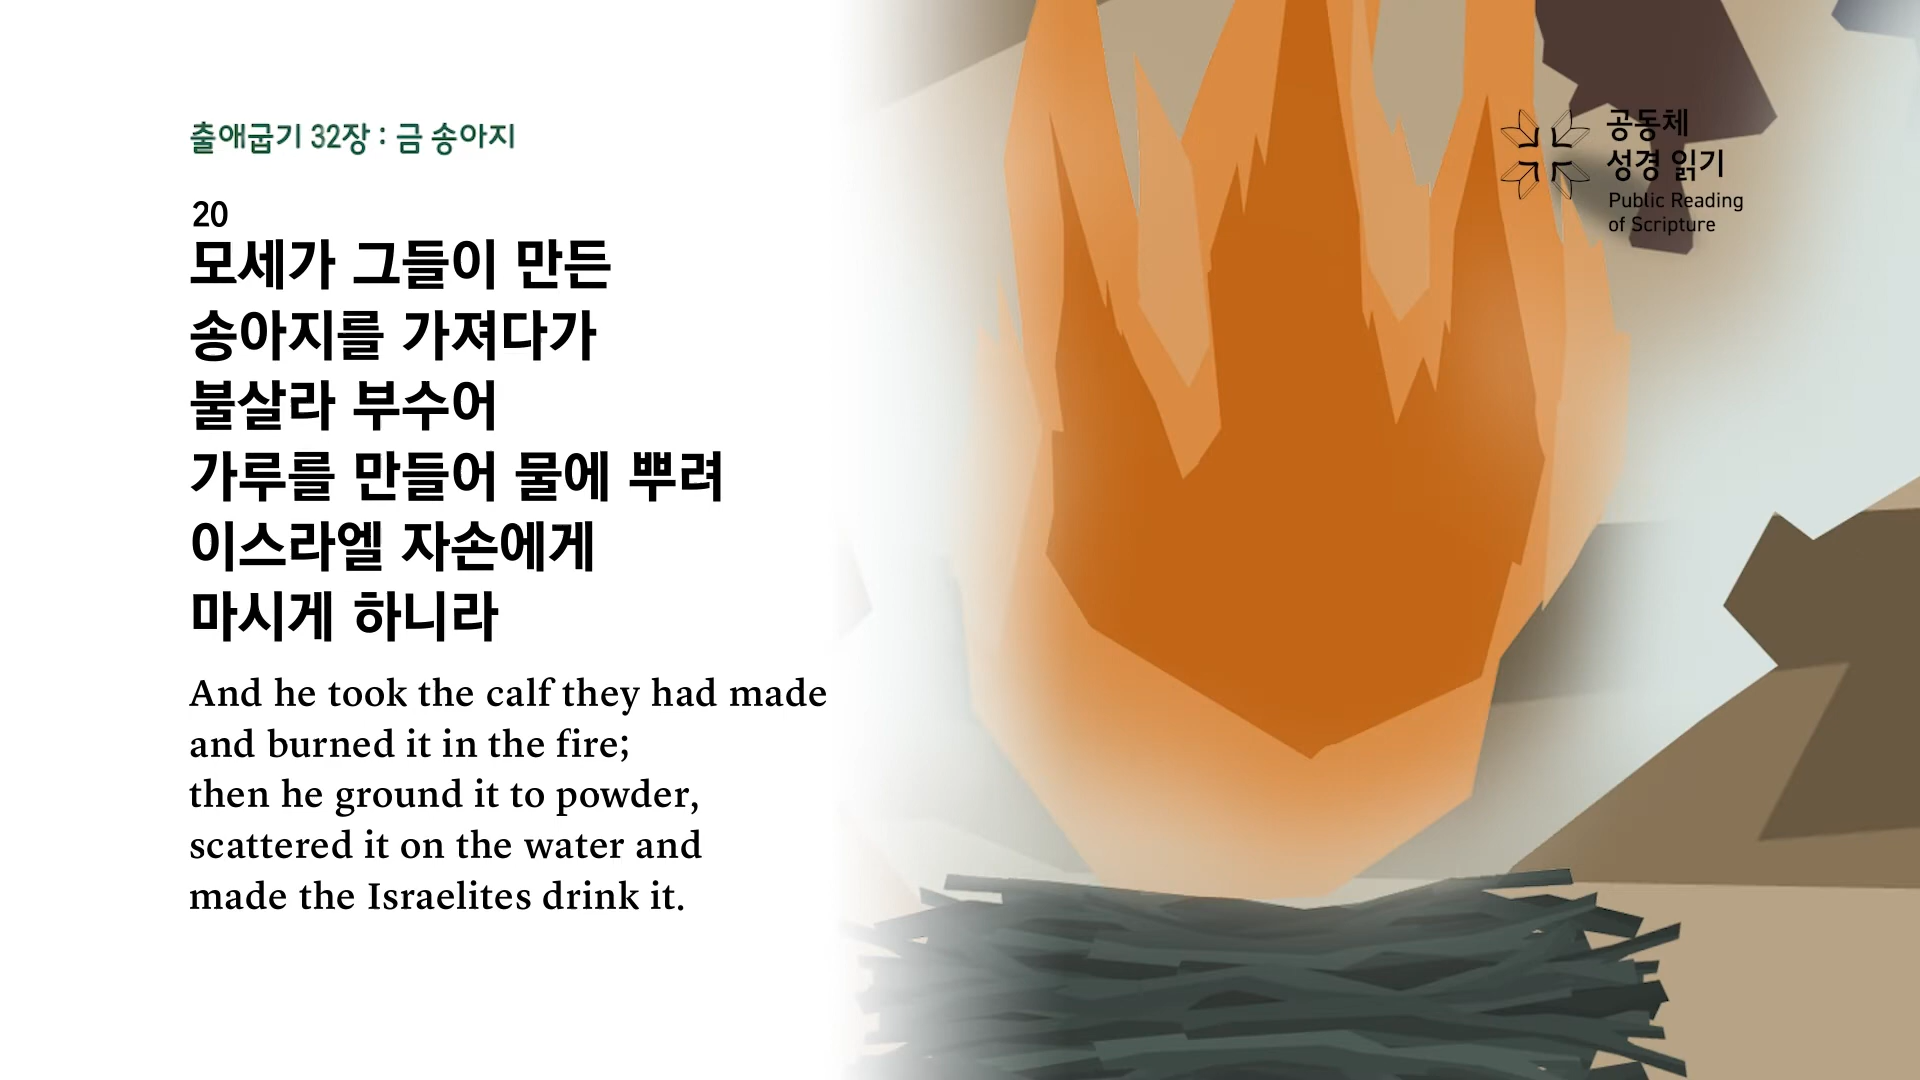 출애굽기 32장 : 금 송아지
20
모세가 그들이 만든
송아지를 가져다가
불살라 부수어
가루를 만들어 물에 뿌려
이스라엘 자손에게
마시게 하니라
And he took the calf they had made
and burned it in the fire;
then he ground it to powder,
scattered it on the water and
made the Israelites drink it.
공동체
성경 읽기
Public Reading
of Scripture